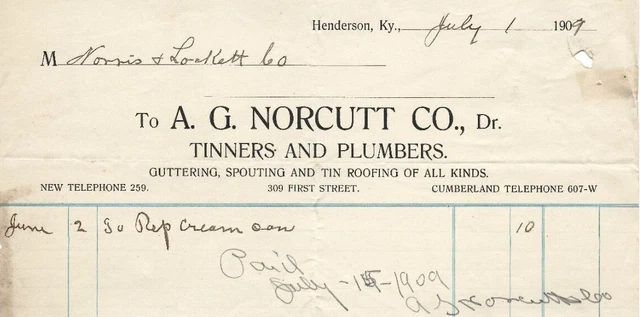 Henderson, Ky., July 1 1909
M Norris & Lockett Co
To A. G. NORCUTT CO., Dr.
TINNERS AND PLUMBERS.
GUTTERING, SPOUTING AND TIN ROOFING OF ALL KINDS.
NEW TELEPHONE 259. 309 FIRST STREET. CUMBERLAND TELEPHONE 607-W
June 2 To Rep Cream can 10
Paid
July - 15 - 1909
A G Norcutt Co